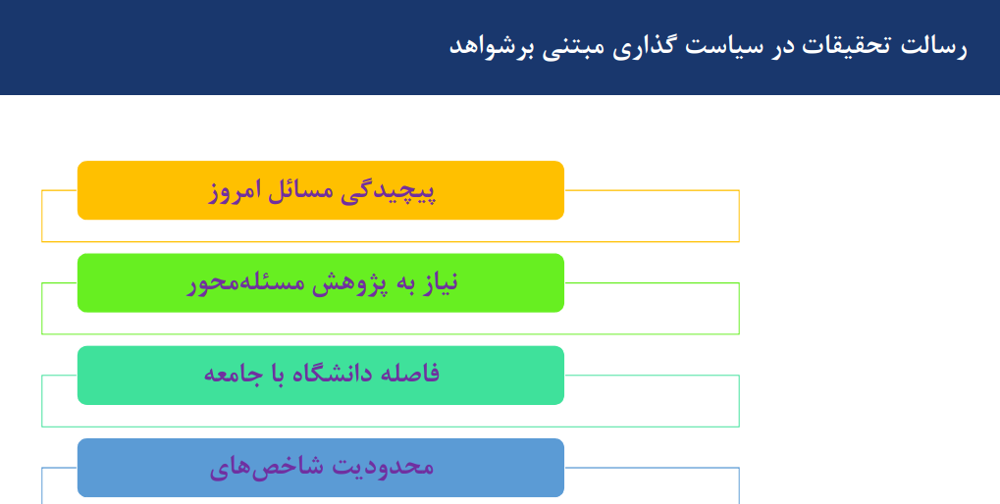 رسالت تحقیقات در سیاست گذاری مبتنی برشواهد
پیچیدگی مسائل امروز
نیاز به پژوهش مسئله‌محور
فاصله دانشگاه با جامعه
محدودیت شاخص‌های